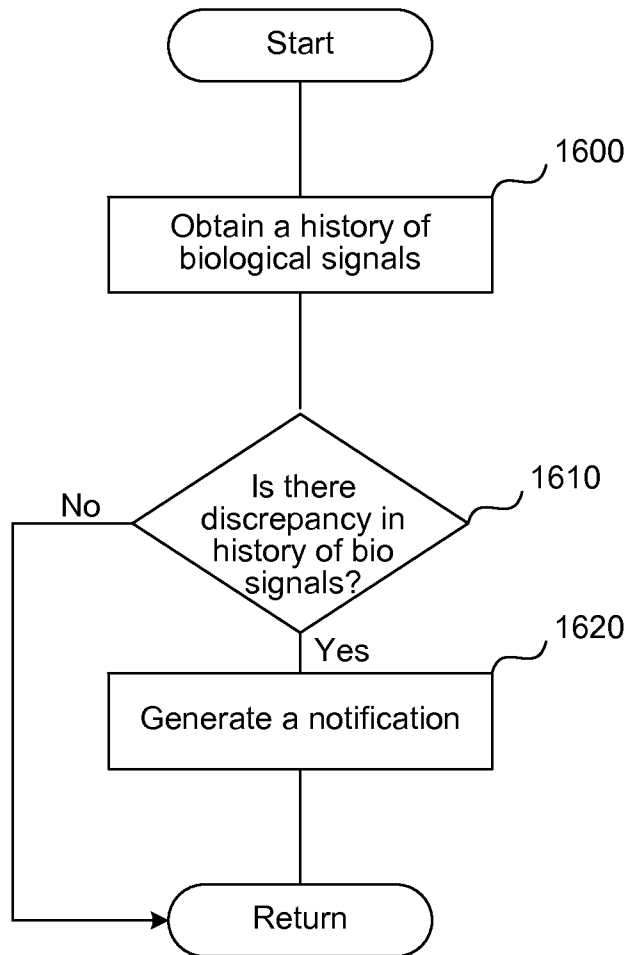 Start
1600
Obtain a history of
biological signals
1610
Is there
discrepancy in
history of bio
signals?
No
Yes
1620
Generate a notification
Return